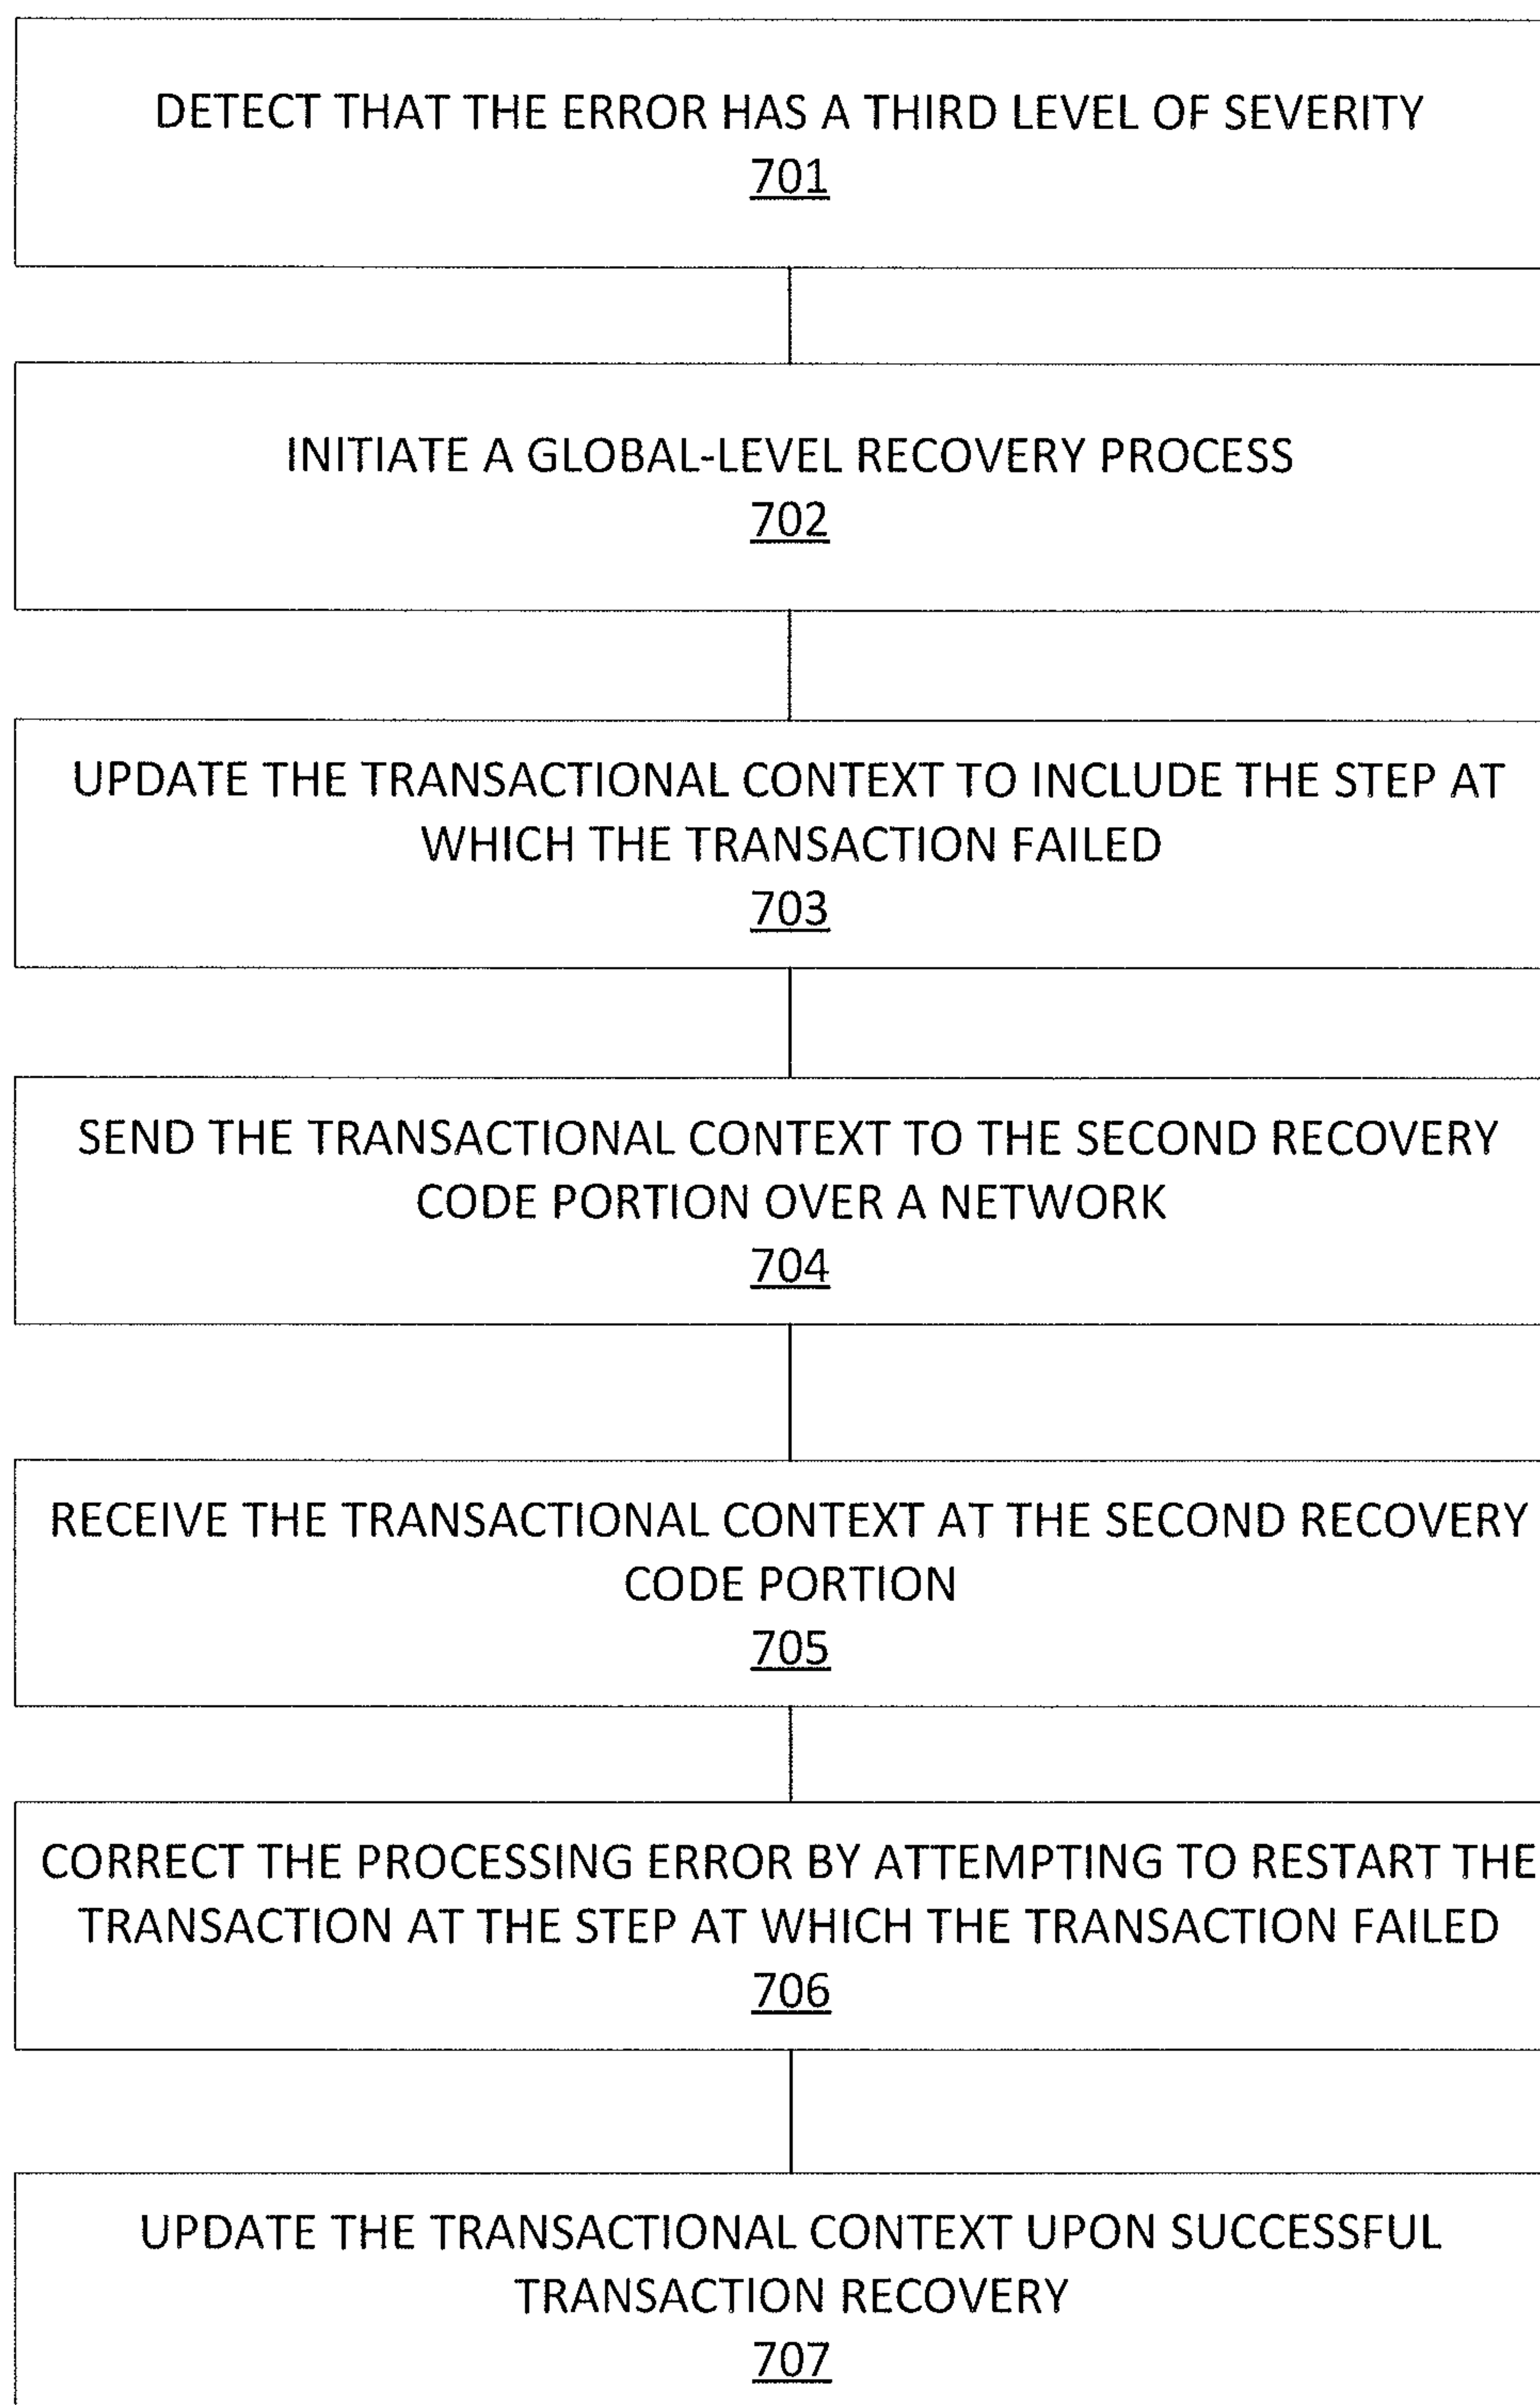 DETECT THAT THE ERROR HAS A THIRD LEVEL OF SEVERITY
701
INITIATE A GLOBAL-LEVEL RECOVERY PROCESS
702
UPDATE THE TRANSACTIONAL CONTEXT TO INCLUDE THE STEP AT
WHICH THE TRANSACTION FAILED
703
SEND THE TRANSACTIONAL CONTEXT TO THE SECOND RECOVERY
CODE PORTION OVER A NETWORK
704
RECEIVE THE TRANSACTIONAL CONTEXT AT THE SECOND RECOVERY
CODE PORTION
705
CORRECT THE PROCESSING ERROR BY ATTEMPTING TO RESTART THE
TRANSACTION AT THE STEP AT WHICH THE TRANSACTION FAILED
706
UPDATE THE TRANSACTIONAL CONTEXT UPON SUCCESSFUL
TRANSACTION RECOVERY
707